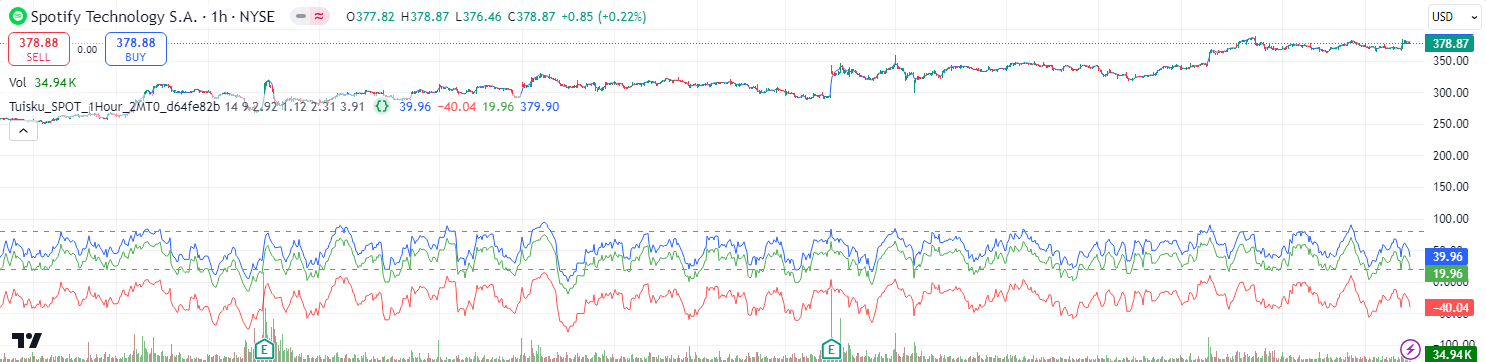 Spotify Technology S.A. · 1h · NYSE O377.82 H378.87 L376.46 C378.87 +0.85 (+0.22%)
USD
378.88
SELL
0.00
378.88
BUY
Vol 34.94K
Tuisku_SPOT_1Hour_2MT0_d64fe82b 14 9 2.92 1.12 2.31 3.91 39.96 −40.04 19.96 379.90
378.87
350.00
300.00
250.00
200.00
150.00
100.00
39.96
19.96
−40.04
34.94K
E
E